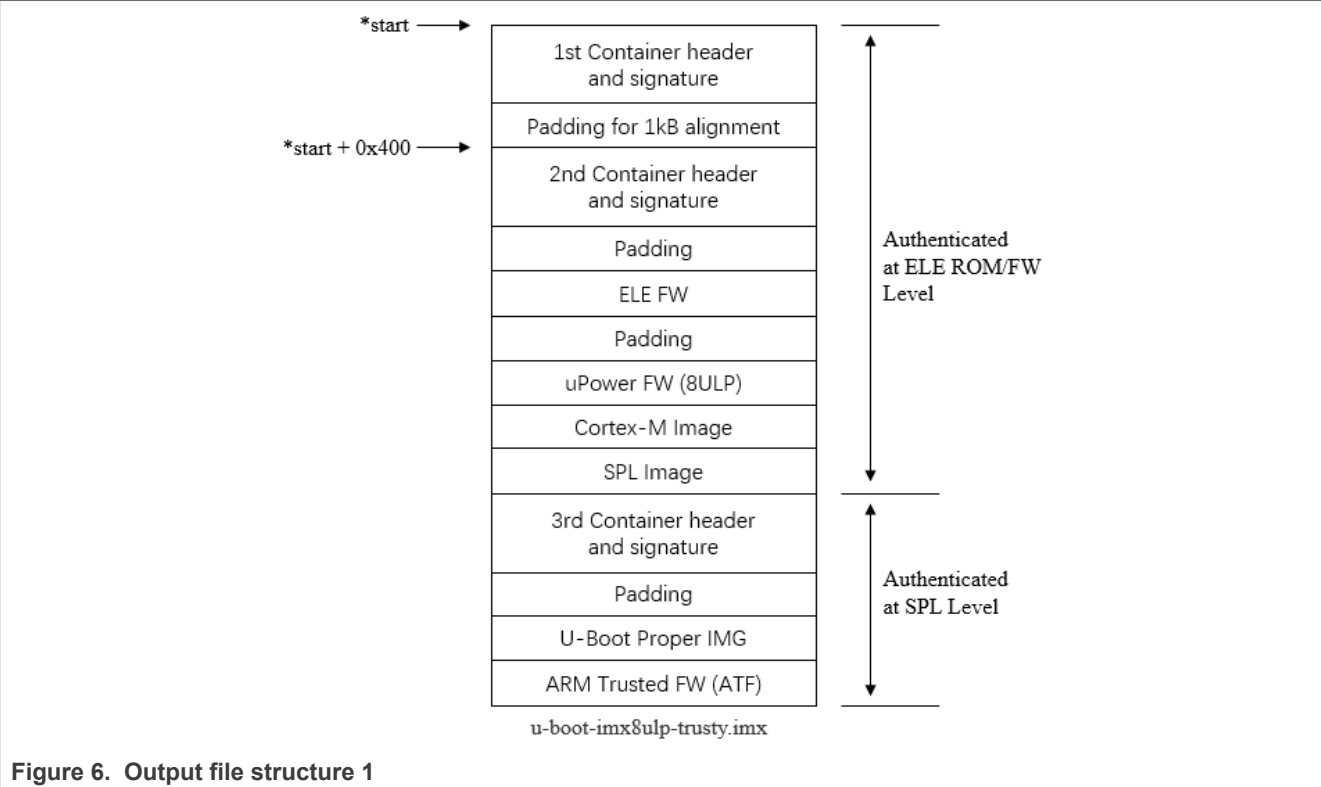 *start
1st Container header
and signature
Padding for 1kB alignment
*start + 0x400
2nd Container header
and signature
Padding
ELE FW
Padding
uPower FW (8ULP)
Cortex-M Image
SPL Image
3rd Container header
and signature
Padding
U-Boot Proper IMG
ARM Trusted FW (ATF)
Authenticated
at ELE ROM/FW
Level
Authenticated
at SPL Level
u-boot-imx8ulp-trusty.imx
Figure 6. Output file structure 1